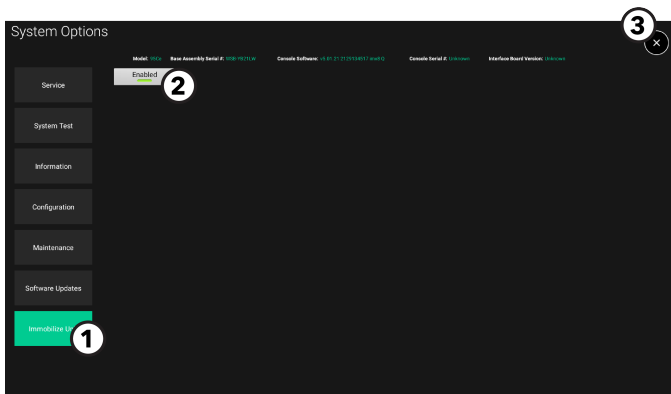 System Options
3
Model: Base Assembly Serial #: Console Software: Console Serial #: Unknown Interface Board Version: Unknown
Enabled
2
Service
System Test
Information
Configuration
Maintenance
Software Updates
Immobilize
1